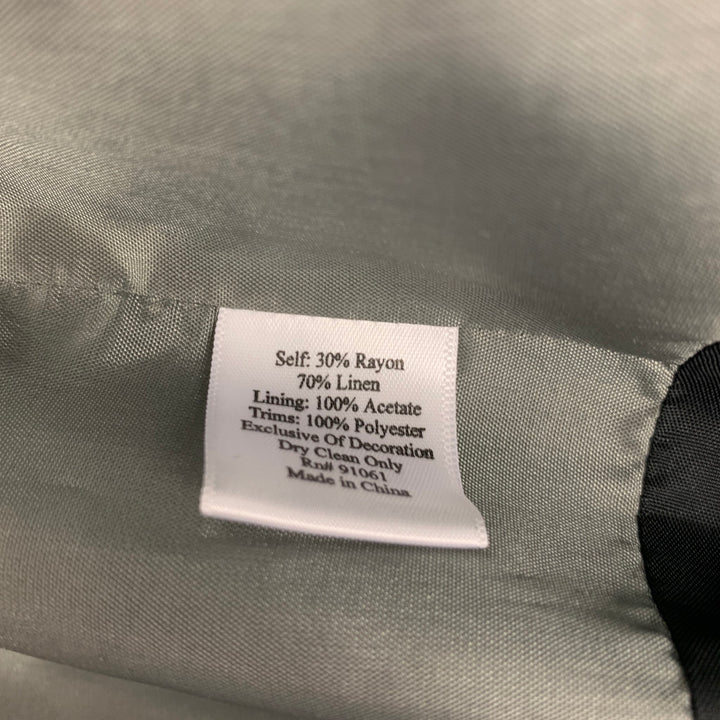 Self: 30% Rayon
70% Linen
Lining: 100% Acetate
Trims: 100% Polyester
Exclusive Of Decoration
Dry Clean Only
Rn# 91061
Made in China